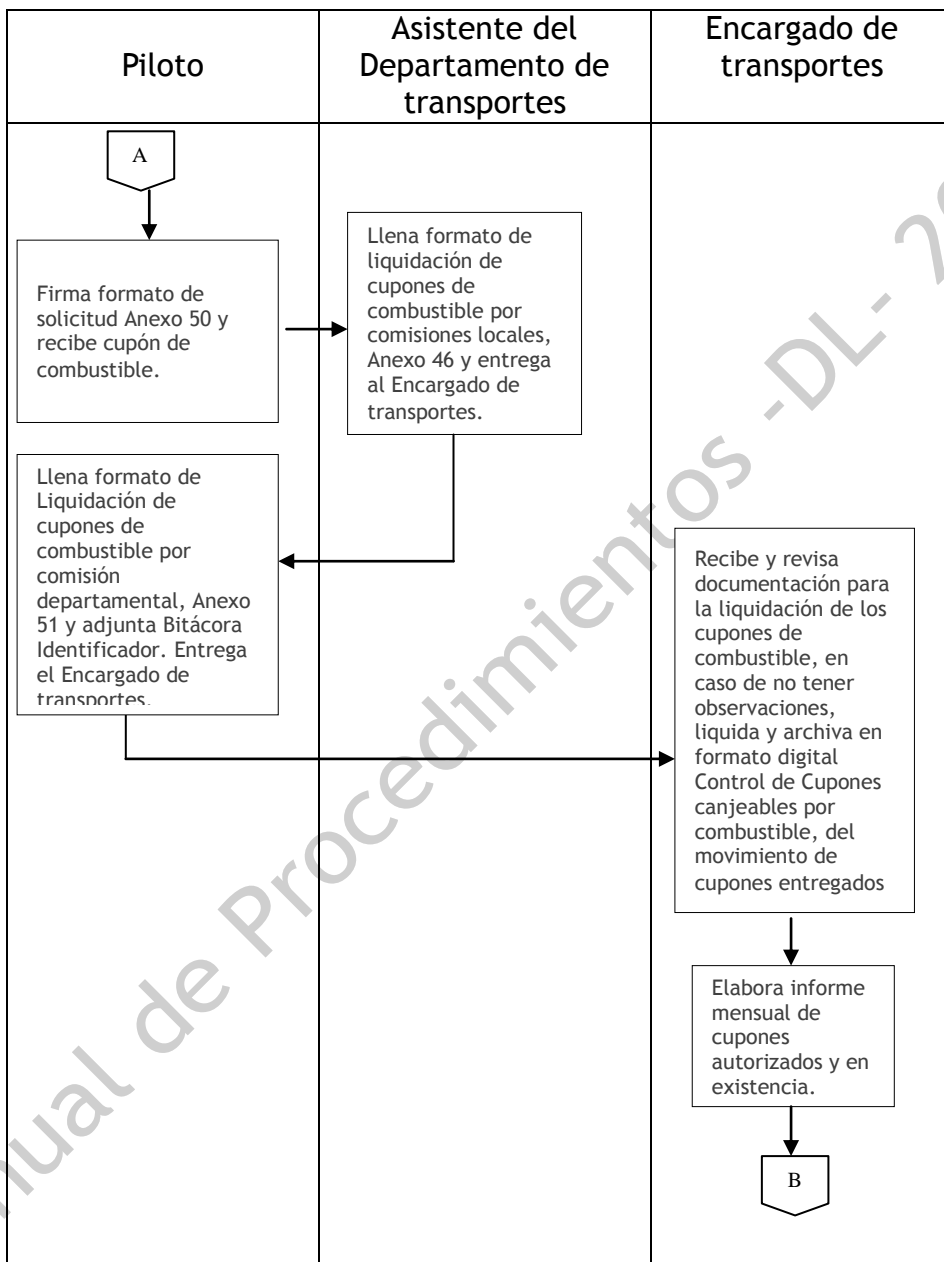 Piloto
Asistente del
Departamento de
transportes
Encargado de
transportes
A
Firma formato de
solicitud Anexo 50 y
recibe cupón de
combustible.
Llena formato de
liquidación de
cupones de
combustible por
comisiones locales,
Anexo 46 y entrega
al Encargado de
transportes.
Llena formato de
Liquidación de
cupones de
combustible por
comisión
departamental, Anexo
51 y adjunta Bitácora
Identificador. Entrega
el Encargado de
transportes.
Recibe y revisa
documentación para
la liquidación de los
cupones de
combustible, en
caso de no tener
observaciones,
liquida y archiva en
formato digital
Control de Cupones
canjeables por
combustible, del
movimiento de
cupones entregados
Elabora informe
mensual de
cupones
autorizados y en
existencia.
B
nual de Procedimientos -DL- 2